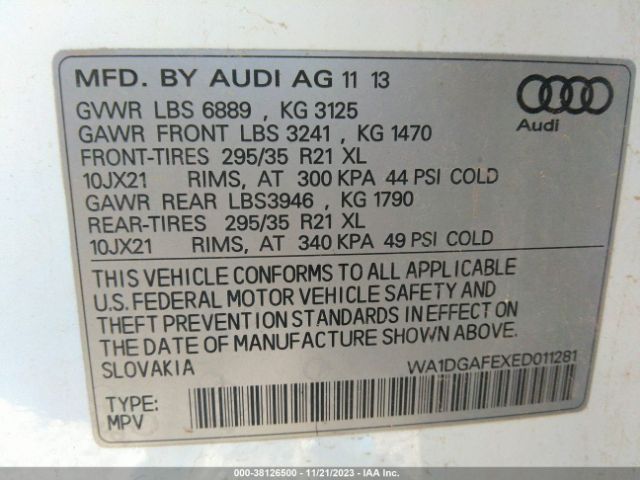 MFD. BY AUDI AG 11 13
GVWR LBS 6889 , KG 3125
GAWR FRONT LBS 3241 , KG 1470
FRONT-TIRES 295/35 R21 XL
10JX21 RIMS, AT 300 KPA 44 PSI COLD
GAWR REAR LBS3946 , KG 1790
REAR-TIRES 295/35 R21 XL
10JX21 RIMS, AT 340 KPA 49 PSI COLD
Audi
THIS VEHICLE CONFORMS TO ALL APPLICABLE
U.S. FEDERAL MOTOR VEHICLE SAFETY AND
THEFT PREVENTION STANDARDS IN EFFECT ON
THE DATE OF MANUFACTURE SHOWN ABOVE.
SLOVAKIA
WA1DGAFEXED011281
TYPE:
MPV
000-38126500 - 11/21/2023 - IAA Inc.